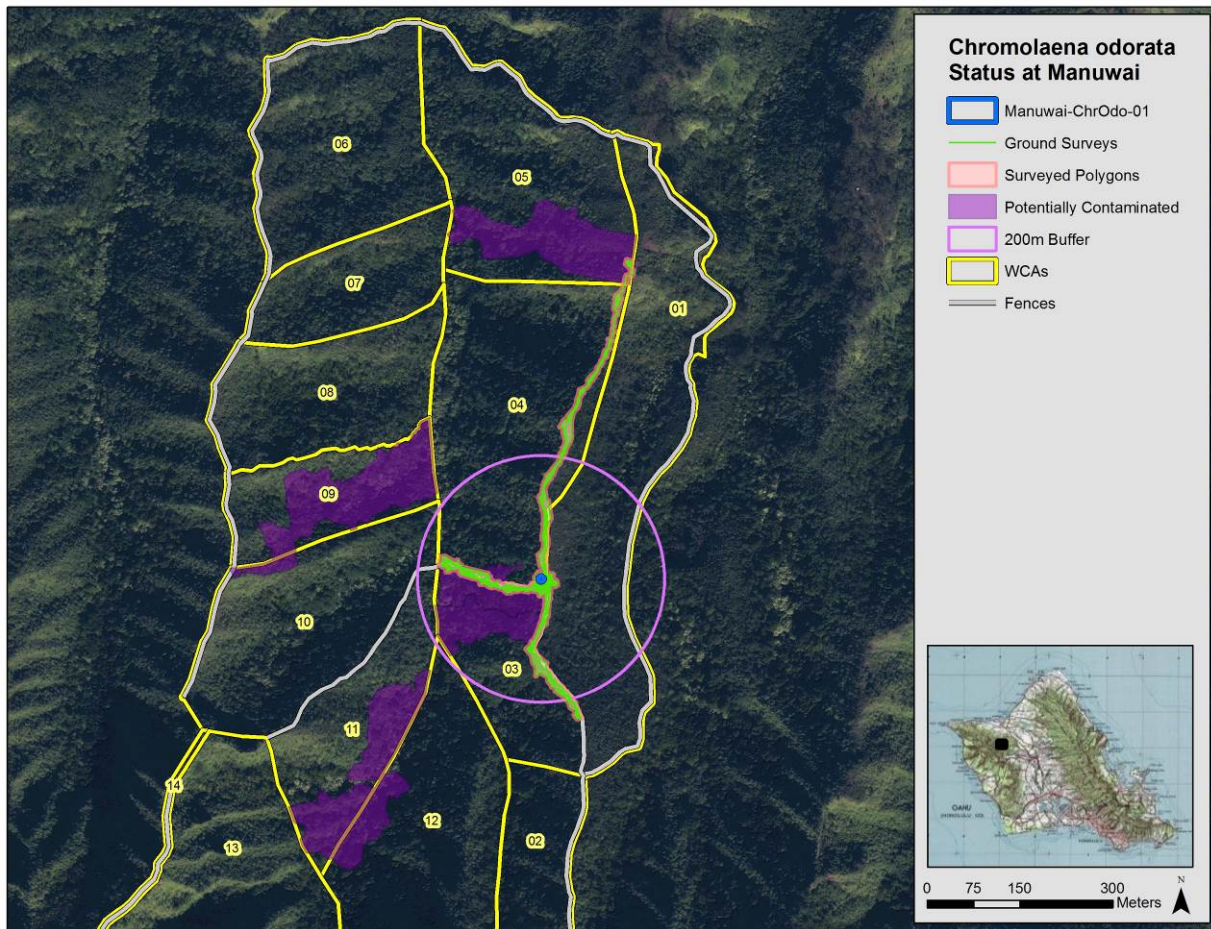 Chromolaena odorata
Status at Manuwai
Manuwai-ChrOdo-01
Ground Surveys
Surveyed Polygons
Potentially Contaminated
200m Buffer
WCAs
Fences
06
05
07
01
08
04
09
10
03
11
14
12
13
02
OAHU
0 75 150 300
Meters
N